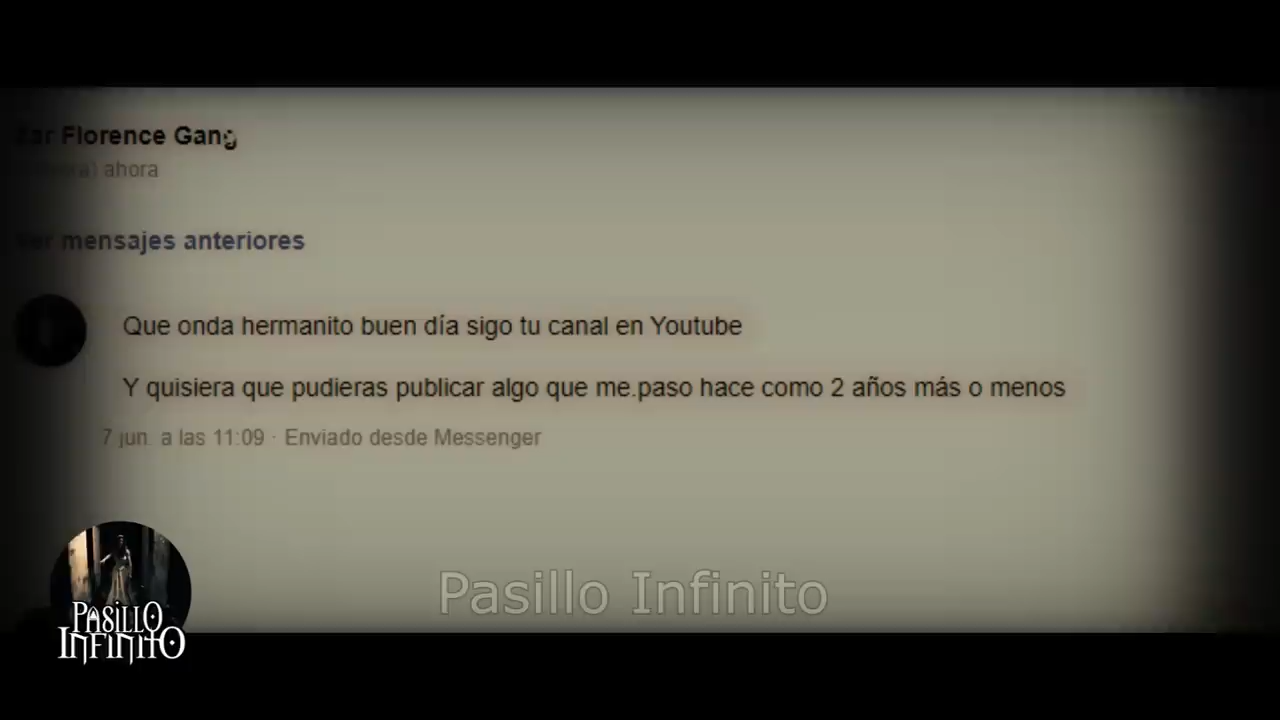 Florence Gang
ahora
mensajes anteriores
Que onda hermanito buen día sigo tu canal en Youtube
Y quisiera que pudieras publicar algo que me.paso hace como 2 años más o menos
7 jun. a las 11:09 · Enviado desde Messenger
Pasillo Infinito
PASILLO
INFINITO